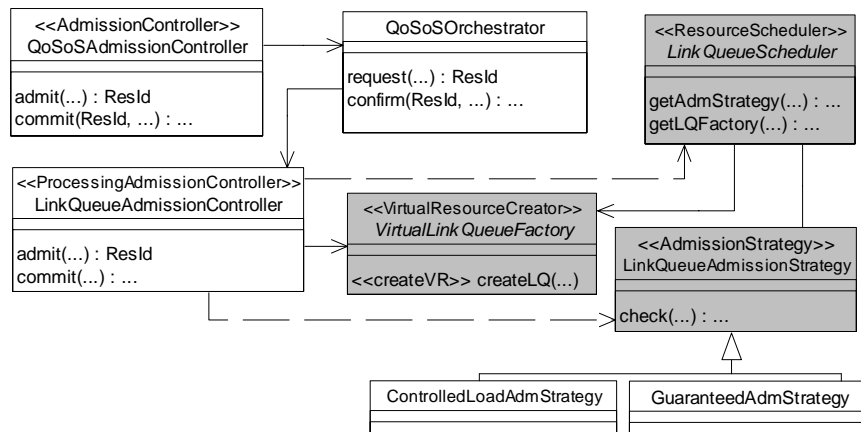 <<AdmissionController>>
QoSoSAdmissionController
admit(...) : ResId
commit(ResId, ...) : ...
QoSOrchestrator
request(...) : ResId
confirm(ResId, ...) : ...
<<ResourceScheduler>>
LinkQueueScheduler
getAdmStrategy(...) : ...
getLQFactory(...) : ...
<<ProcessingAdmissionController>>
LinkQueueAdmissionController
admit(...) : ResId
commit(...) : ...
<<VirtualResourceCreator>>
VirtualLinkQueueFactory
<<createVR>> createLQ(...)
<<AdmissionStrategy>>
LinkQueueAdmissionStrategy
check(...) : ...
ControlledLoadAdmStrategy
GuaranteedAdmStrategy